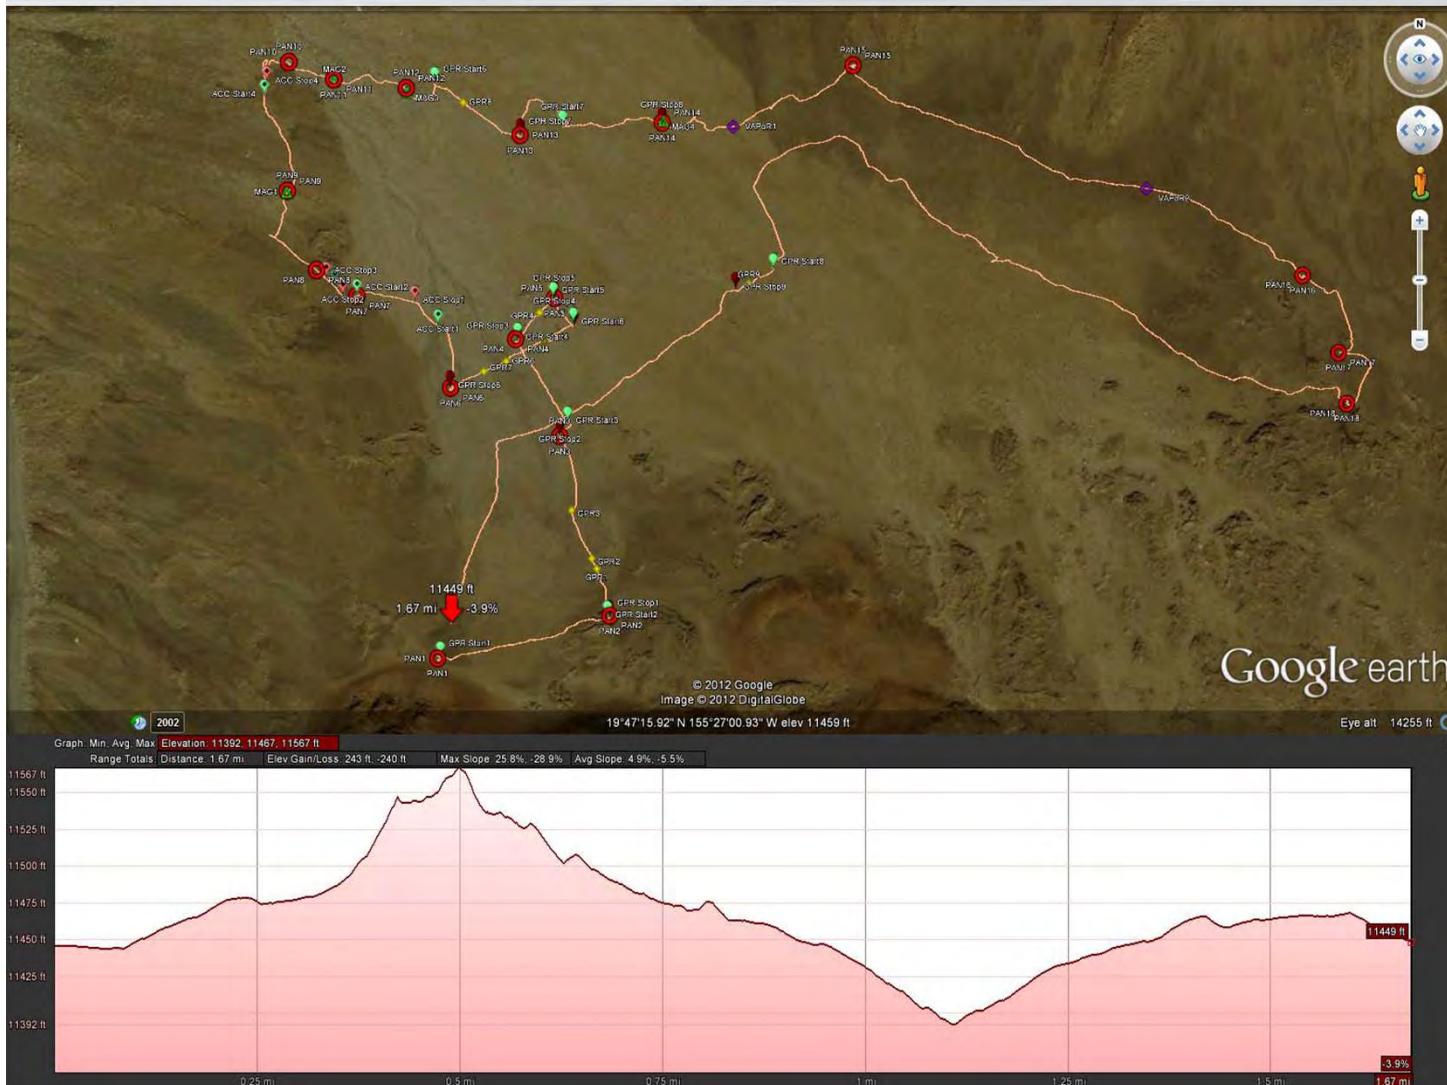 N
PAN10 PAN10
MAG2
PAN12
GPR Start6
PAN15
PAN15
ACC Stop4
ACC Start4
PAN11
PAN12
MAG3
GPR8
GPR Start7
GPR Stop8
PAN14
MAG4
PAN14
VAPoR1
PAN13
PAN13
PAN9
PAN9
MAG1
VAPoR2
PAN8
ACC Stop3
PAN8
ACC Start2
ACC Stop2
PAN7
PAN7
ACC Stop1
ACC Start1
GPR Stop5
PAN5
GPR Start5
GPR Stop4
PAN5
GPR4
GPR Start6
GPR Stop3
GPR Start4
PAN4
PAN4
GPR Start8
GPR9
GPR Stop9
PAN16
PAN16
GPR6
GPR7
GPR Stop6
PAN6
PAN6
PAN17
PAN17
PAN18
PAN18
PAN3
GPR Start3
GPR Stop2
PAN3
GPR3
GPR2
11449 ft
1.67 mi -3.9%
GPR Stop1
GPR Start2
PAN2
PAN2
GPR Start1
PAN1
PAN1
Google earth
© 2012 Google
Image © 2012 DigitalGlobe
2002
19°47'15.92" N 155°27'00.93" W elev 11459 ft
Eye alt 14255 ft
Graph: Min, Avg, Max Elevation: 11392, 11467, 11567 ft
Range Totals: Distance: 1.67 mi Elev Gain/Loss: 243 ft, -240 ft Max Slope: 25.8%, -28.9% Avg Slope: 4.9%, -5.5%
11567 ft
11550 ft
11525 ft
11500 ft
11475 ft
11450 ft
11449 ft
11425 ft
11392 ft
-3.9%
0.25 mi 0.5 mi 0.75 mi 1 mi 1.25 mi 1.5 mi 1.67 mi